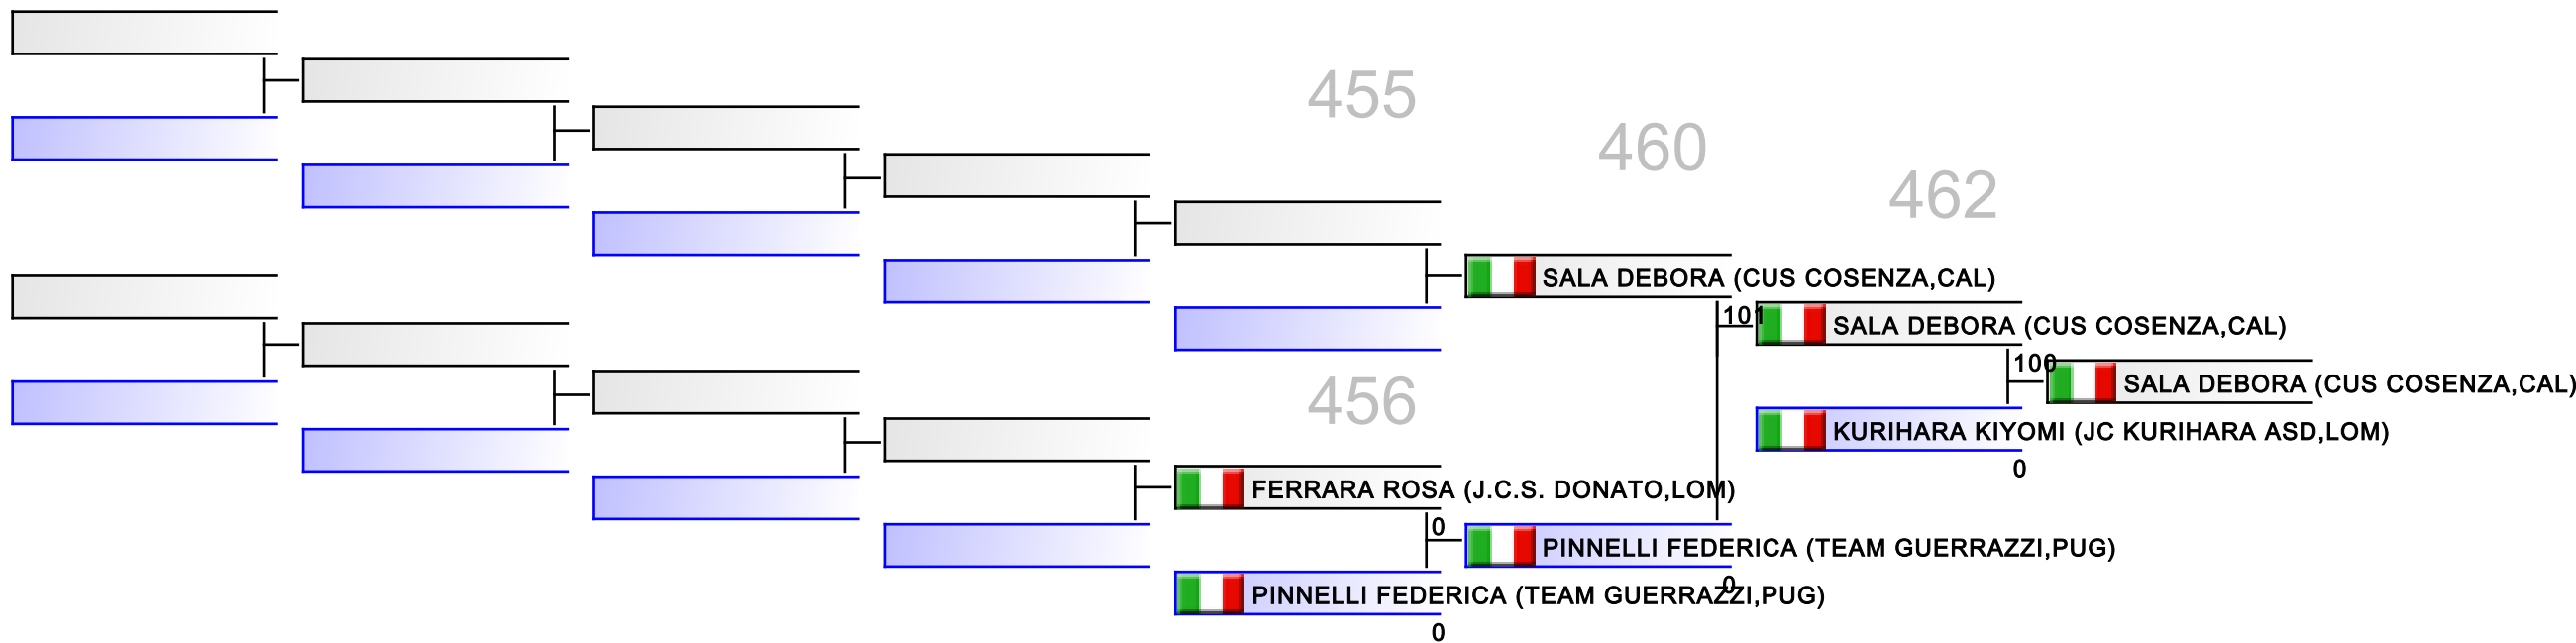 455
460
462
SALA DEBORA (CUS COSENZA,CAL)
101
SALA DEBORA (CUS COSENZA,CAL)
100
SALA DEBORA (CUS COSENZA,CAL)
456
KURIHARA KIYOMI (JC KURIHARA ASD,LOM)
0
FERRARA ROSA (J.C.S. DONATO,LOM)
0
PINNELLI FEDERICA (TEAM GUERRAZZI,PUG)
0
PINNELLI FEDERICA (TEAM GUERRAZZI,PUG)
0